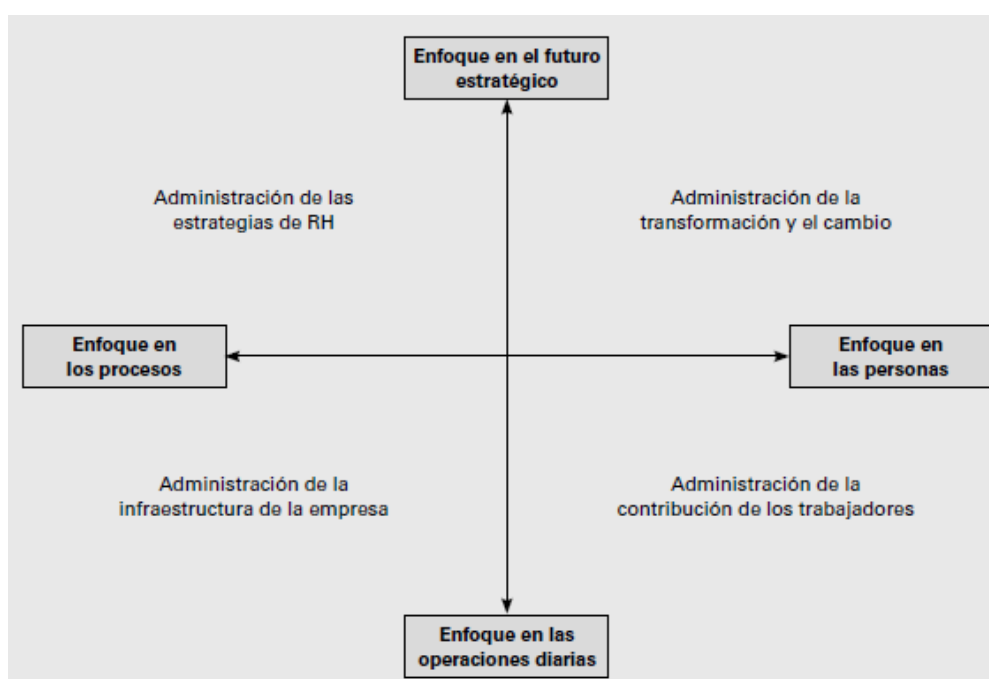 Enfoque en el futuro
estratégico
Administración de las
estrategias de RH
Administración de la
transformación y el cambio
Enfoque en
los procesos
Enfoque en
las personas
Administración de la
infraestructura de la empresa
Administración de la
contribución de los trabajadores
Enfoque en las
operaciones diarias